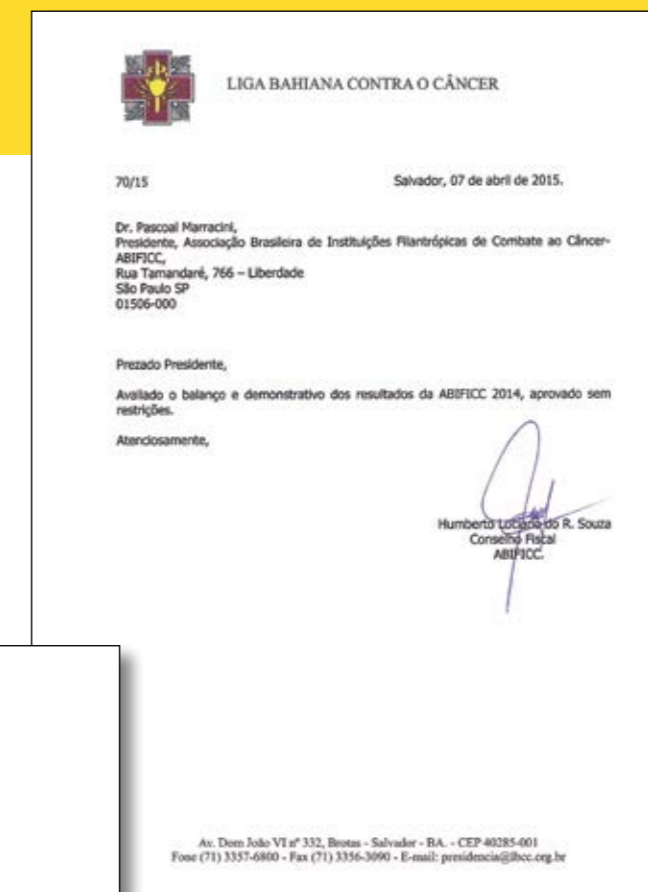 LIGA BAHIANA CONTRA O CÂNCER
70/15 Salvador, 07 de abril de 2015.
Dr. Pascoal Marracini,
Presidente, Associação Brasileira de Instituições Filantrópicas de Combate ao Câncer-
ABIFICC,
Rua Tamandaré, 766 – Liberdade
São Paulo SP
01506-000
Prezado Presidente,
Avaliado o balanço e demonstrativo dos resultados da ABIFICC 2014, aprovado sem
restrições.
Atenciosamente,
Humberto Luciano do R. Souza
Conselho Fiscal
ABIFICC.
Av. Dom João VI nº 332, Brotas - Salvador - BA. - CEP 40285-001
Fone (71) 3357-6800 - Fax (71) 3356-3090 - E-mail: presidencia@lbcc.org.br